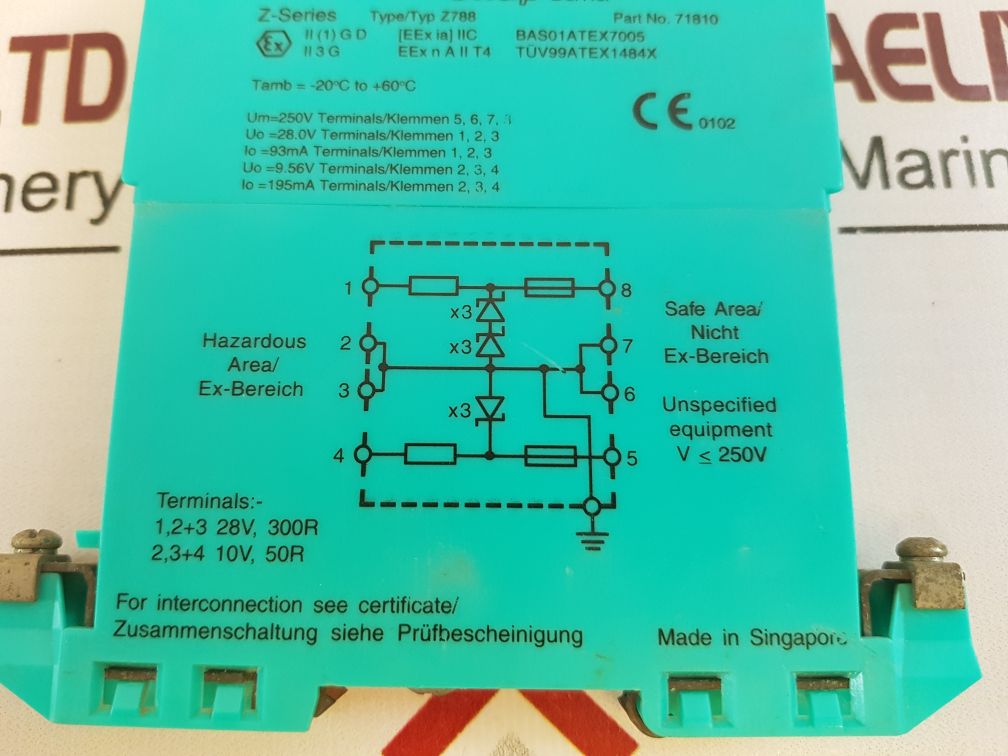 Z-Series Type/Typ Z788 Part No. 71810
Ex II (1) G D [EEx ia] IIC BAS01ATEX7005
II 3 G EEx n A II T4 TÜV99ATEX1484X
Tamb = -20°C to +60°C
CE 0102
Um=250V Terminals/Klemmen 5, 6, 7,
Uo =28.0V Terminals/Klemmen 1, 2, 3
Io =93mA Terminals/Klemmen 1, 2, 3
Uo =9.56V Terminals/Klemmen 2, 3, 4
Io =195mA Terminals/Klemmen 2, 3, 4
1 8
x3
2 x3 7
3 6
x3
4 5
Hazardous
Area/
Ex-Bereich
Safe Area/
Nicht
Ex-Bereich
Unspecified
equipment
V ≤ 250V
Terminals:-
1,2+3 28V, 300R
2,3+4 10V, 50R
For interconnection see certificate/
Zusammenschaltung siehe Prüfbescheinigung
Made in Singapore